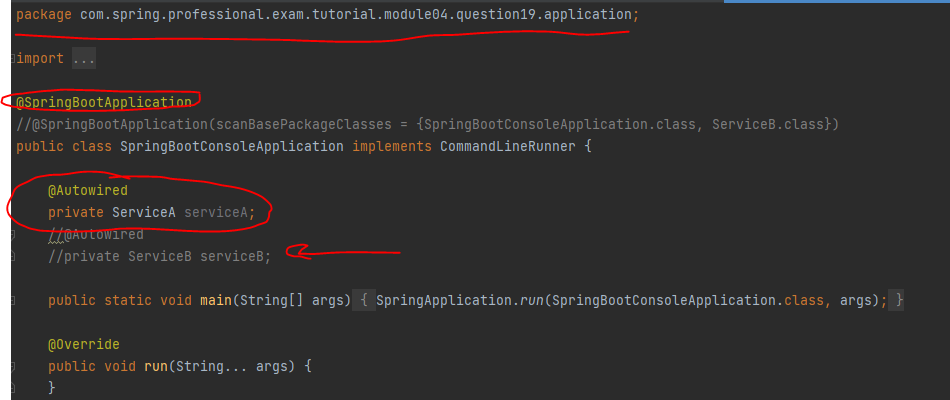 package com.spring.professional.exam.tutorial.module04.question19.application;
import ...
@SpringBootApplication
//@SpringBootApplication(scanBasePackageClasses = {SpringBootConsoleApplication.class, ServiceB.class})
public class SpringBootConsoleApplication implements CommandLineRunner {
@Autowired
private ServiceA serviceA;
//@Autowired
//private ServiceB serviceB;
public static void main(String[] args) { SpringApplication.run(SpringBootConsoleApplication.class, args); }
@Override
public void run(String... args) {
}